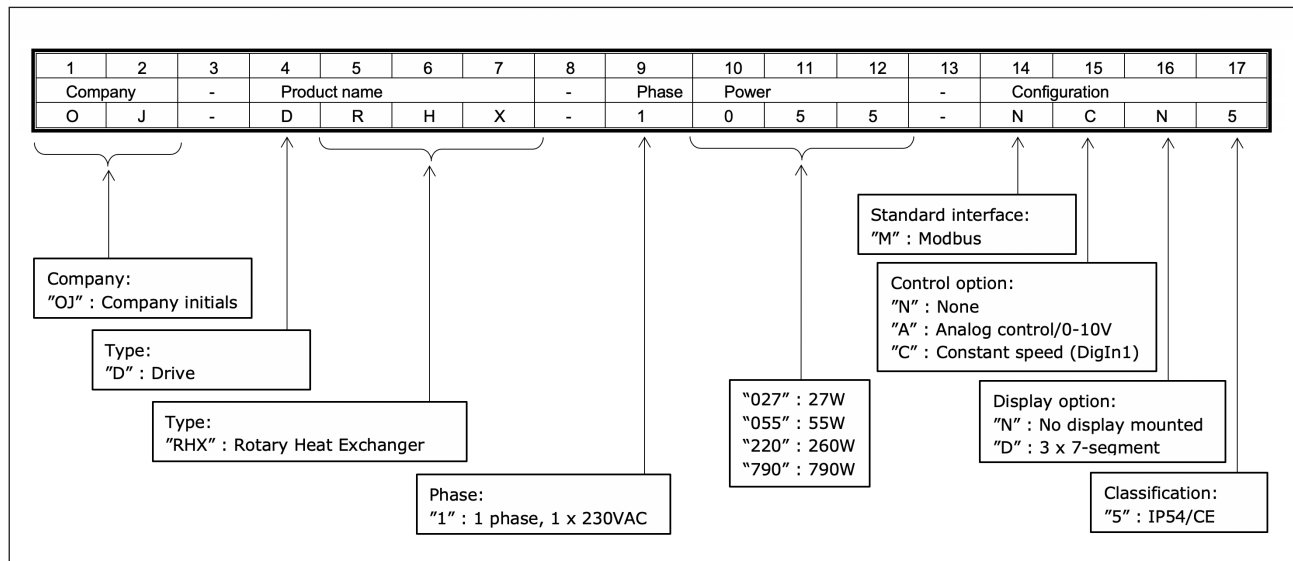 1 2 3 4 5 6 7 8 9 10 11 12 13 14 15 16 17
Company - Product name - Phase Power - Configuration
O J - D R H X - 1 0 5 5 - N C N 5
Standard interface:
”M” : Modbus
Company:
”OJ” : Company initials
Control option:
”N” : None
”A” : Analog control/0-10V
”C” : Constant speed (DigIn1)
Type:
”D” : Drive
“027” : 27W
“055” : 55W
“220” : 260W
“790” : 790W
Display option:
”N” : No display mounted
”D” : 3 x 7-segment
Type:
”RHX” : Rotary Heat Exchanger
Phase:
”1” : 1 phase, 1 x 230VAC
Classification:
”5” : IP54/CE